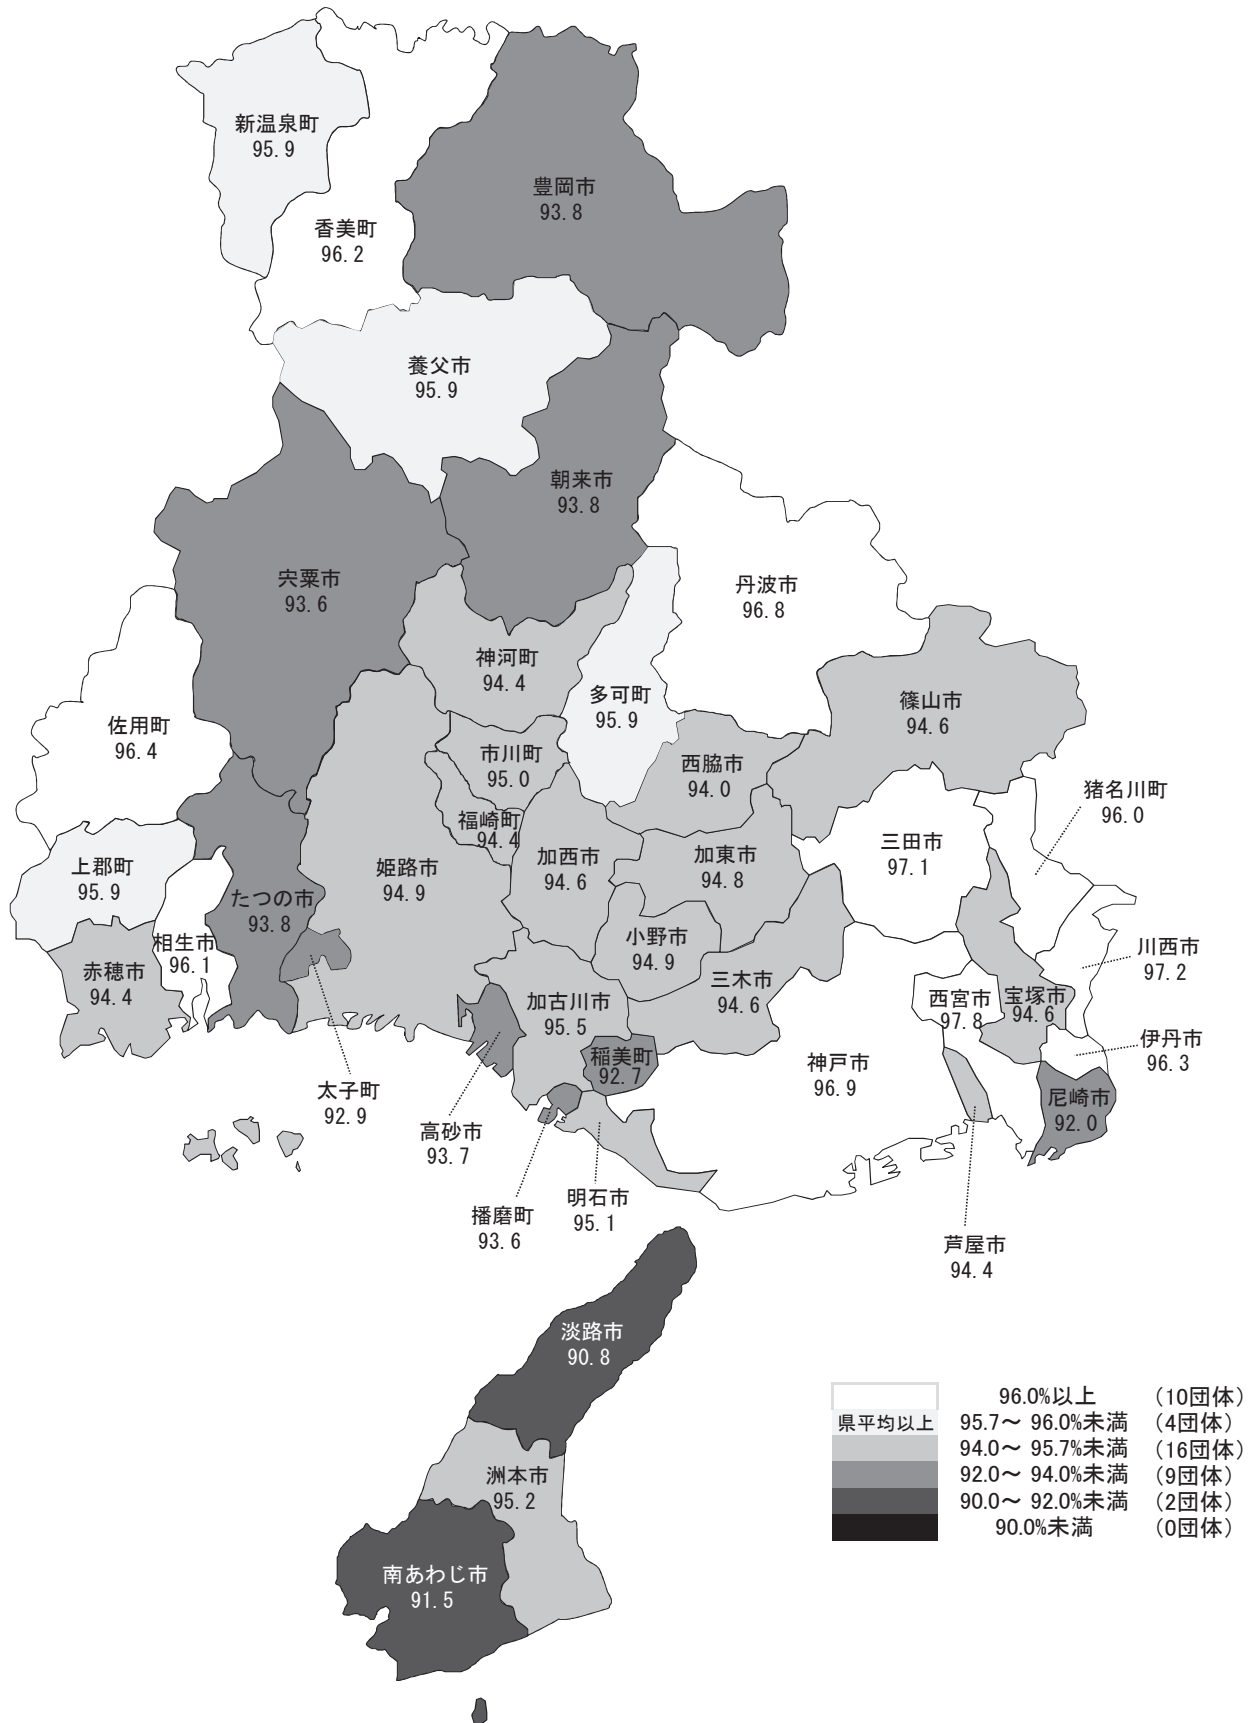 新温泉町
95.9
豊岡市
93.8
香美町
96.2
養父市
95.9
朝来市
93.8
宍粟市
93.6
丹波市
96.8
神河町
94.4
多可町
95.9
篠山市
94.6
佐用町
96.4
市川町
95.0
西脇市
94.0
猪名川町
96.0
福崎町
94.4
三田市
97.1
上郡町
95.9
姫路市
94.9
加西市
94.6
加東市
94.8
たつの市
93.8
相生市
96.1
小野市
94.9
川西市
97.2
赤穂市
94.4
三木市
94.6
加古川市
95.5
西宮市
97.8
宝塚市
94.6
伊丹市
96.3
稲美町
92.7
神戸市
96.9
太子町
92.9
尼崎市
92.0
高砂市
93.7
播磨町
93.6
明石市
95.1
芦屋市
94.4
淡路市
90.8
洲本市
95.2
南あわじ市
91.5
96.0%以上 （10団体）
県平均以上 95.7～ 96.0%未満 （4団体）
94.0～ 95.7%未満 （16団体）
92.0～ 94.0%未満 （9団体）
90.0～ 92.0%未満 （2団体）
90.0%未満 （0団体）